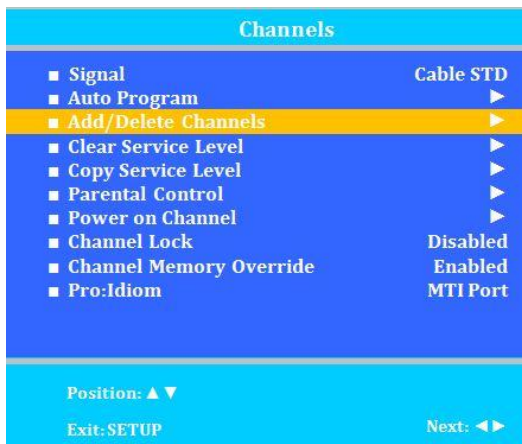 Channels
■ Signal Cable STD
■ Auto Program ▶
■ Add/Delete Channels ▶
■ Clear Service Level ▶
■ Copy Service Level ▶
■ Parental Control ▶
■ Power on Channel ▶
■ Channel Lock Disabled
■ Channel Memory Override Enabled
■ Pro:Idiom MTI Port
Position: ▲ ▼
Exit: SETUP Next: ◀ ▶